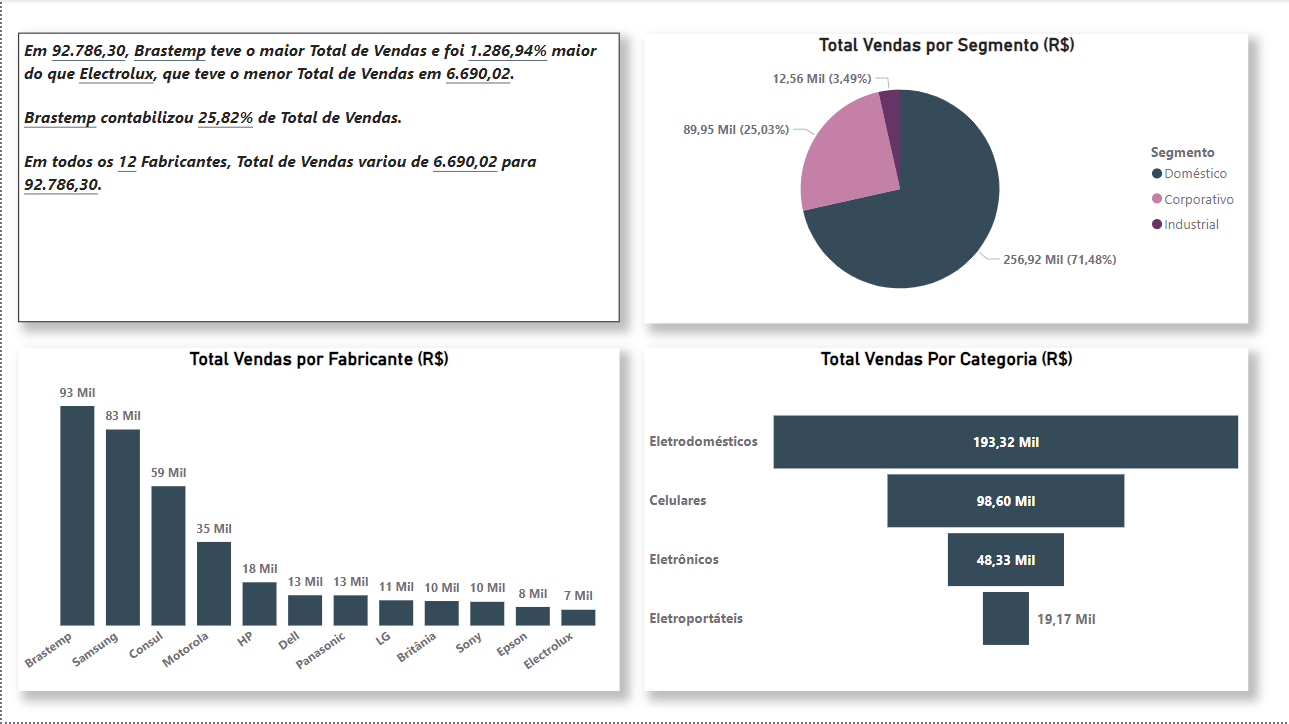 Em 92.786,30, Brastemp teve o maior Total de Vendas e foi 1.286,94% maior
do que Electrolux, que teve o menor Total de Vendas em 6.690,02.
Brastemp contabilizou 25,82% de Total de Vendas.
Em todos os 12 Fabricantes, Total de Vendas variou de 6.690,02 para
92.786,30.
Total Vendas por Segmento (R$)
12,56 Mil (3,49%)
89,95 Mil (25,03%)
256,92 Mil (71,48%)
Segmento
Doméstico
Corporativo
Industrial
Total Vendas por Fabricante (R$)
93 Mil
83 Mil
59 Mil
35 Mil
18 Mil
13 Mil
13 Mil
11 Mil
10 Mil
10 Mil
8 Mil
7 Mil
Brastemp
Samsung
Consul
Motorola
HP
Dell
Panasonic
LG
Britânia
Sony
Epson
Electrolux
Total Vendas Por Categoria (R$)
Eletrodomésticos
193,32 Mil
Celulares
98,60 Mil
Eletrônicos
48,33 Mil
Eletroportáteis
19,17 Mil